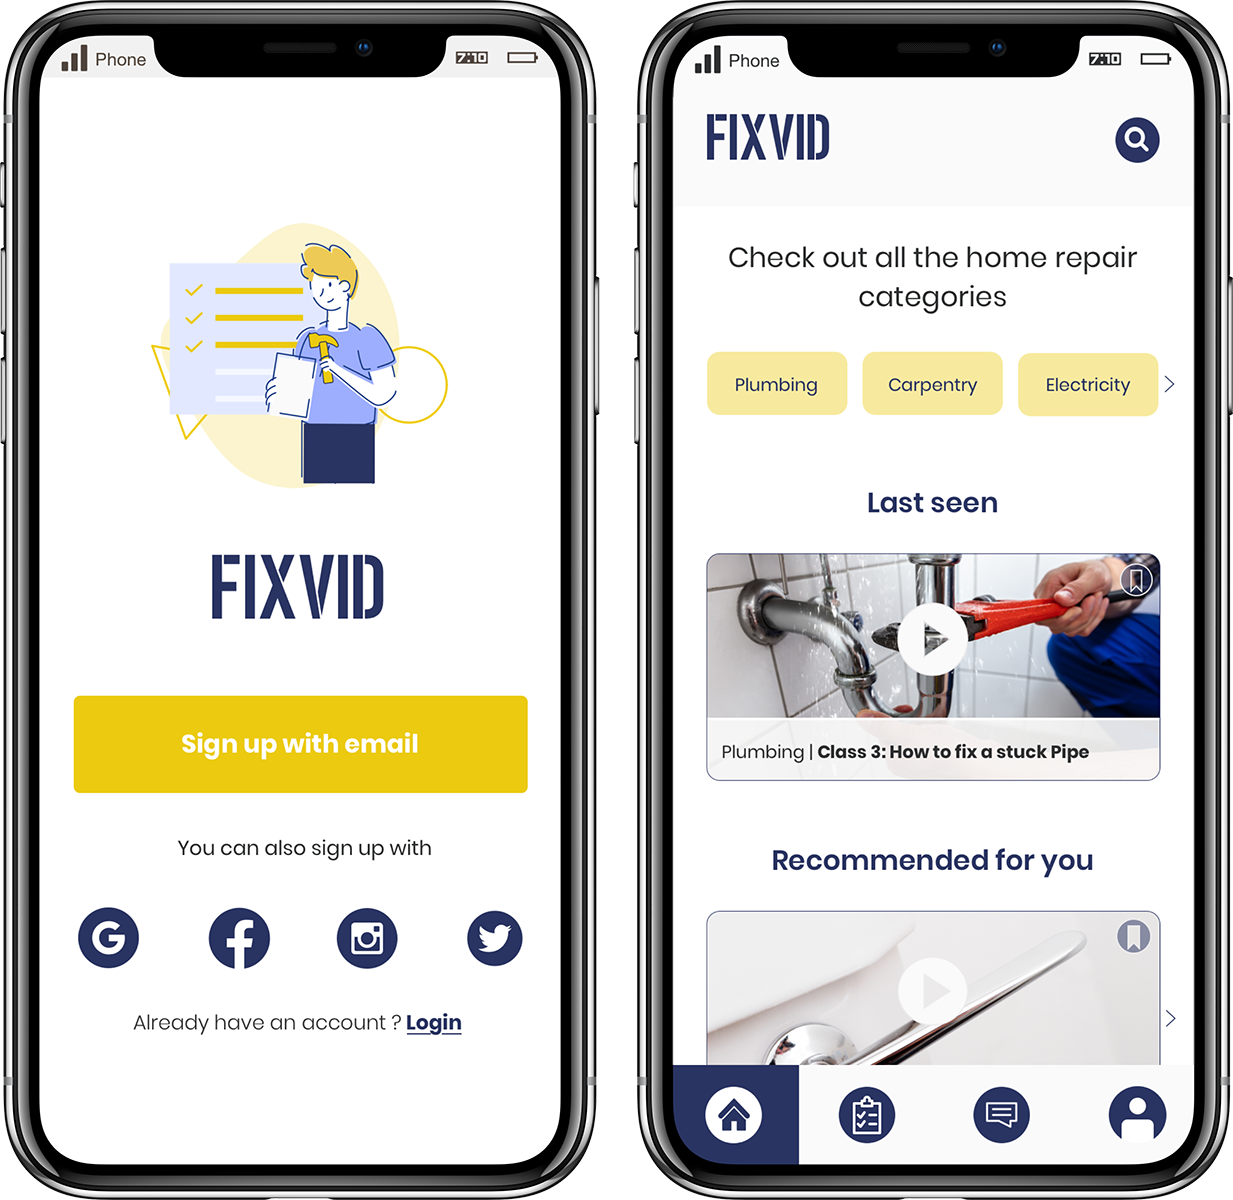 Phone
7:10
FIXVID
Sign up with email
You can also sign up with
G
f
Already have an account ? Login
Phone
7:10
FIXVID
Check out all the home repair
categories
Plumbing
Carpentry
Electricity
Last seen
Plumbing | Class 3: How to fix a stuck Pipe
Recommended for you